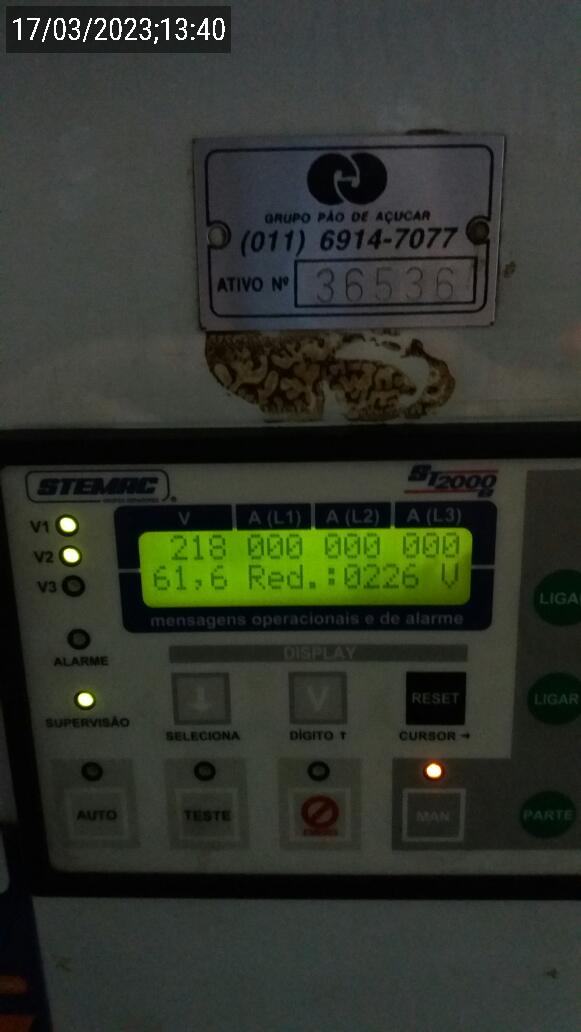 17/03/2023;13:40
GRUPO PÃO DE AÇUCAR
(011) 6914-7077
ATIVO Nº 36536
STEMAC
ST2000
V A (L1) A (L2) A (L3)
V1
218 000 000 000
V2
61,6 Red.:0226 V
V3
mensagens operacionais e de alarme
ALARME
DISPLAY
LIGA
SUPERVISÃO
↓ V RESET
LIGAR
SELECIONA DÍGITO ↑ CURSOR →
AUTO TESTE MAN PARTE